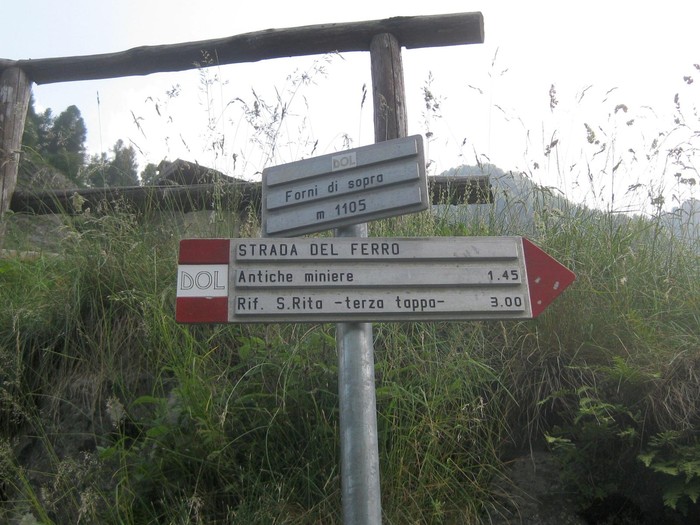 DOL
Forni di sopra
m 1105
STRADA DEL FERRO
DOL
Antiche miniere 1.45
Rif. S.Rita -terza tappa- 3.00